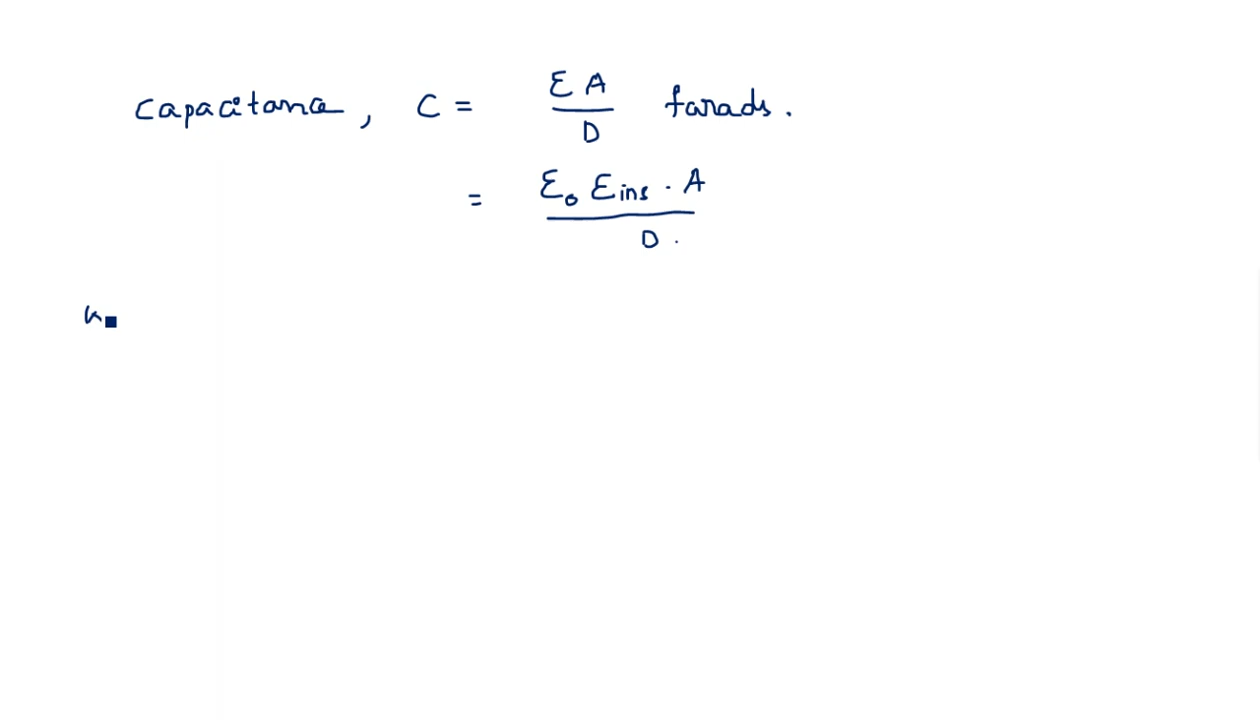 Capacitance, C = εA / D farads.
= ε₀ εins · A / D .